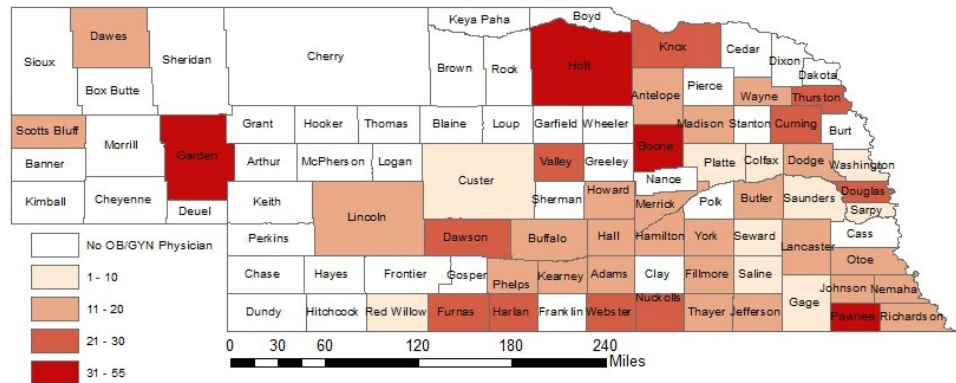 Boyd
Keya Paha
Dawes
Knox
Cedar
Sioux
Sheridan
Cherry
Holt
Dixon
Brown
Rock
Dakota
Box Butte
Antelope
Pierce
Wayne
Thurston
Scotts Bluff
Grant
Hooker
Thomas
Blaine
Loup
Garfield
Wheeler
Madison
Stanton
Cuming
Burt
Morrill
Garden
Boone
Banner
Arthur
McPherson
Logan
Valley
Greeley
Platte
Colfax
Dodge
Washington
Custer
Nance
Kimball
Cheyenne
Keith
Sherman
Howard
Merrick
Polk
Butler
Saunders
Douglas
Deuel
Lincoln
Sarpy
Perkins
Dawson
Buffalo
Hall
Hamilton
York
Seward
Lancaster
Cass
Otoe
No OB/GYN Physician
Chase
Hayes
Frontier
Gosper
Phelps
Kearney
Adams
Clay
Fillmore
Saline
1 - 10
Johnson
Nemaha
Gage
11 - 20
Dundy
Hitchcock
Red Willow
Furnas
Harlan
Franklin
Webster
Nuckolls
Thayer
Jefferson
Pawnee
Richardson
21 - 30
31 - 55
0 15 30 60 120 180 240
Miles